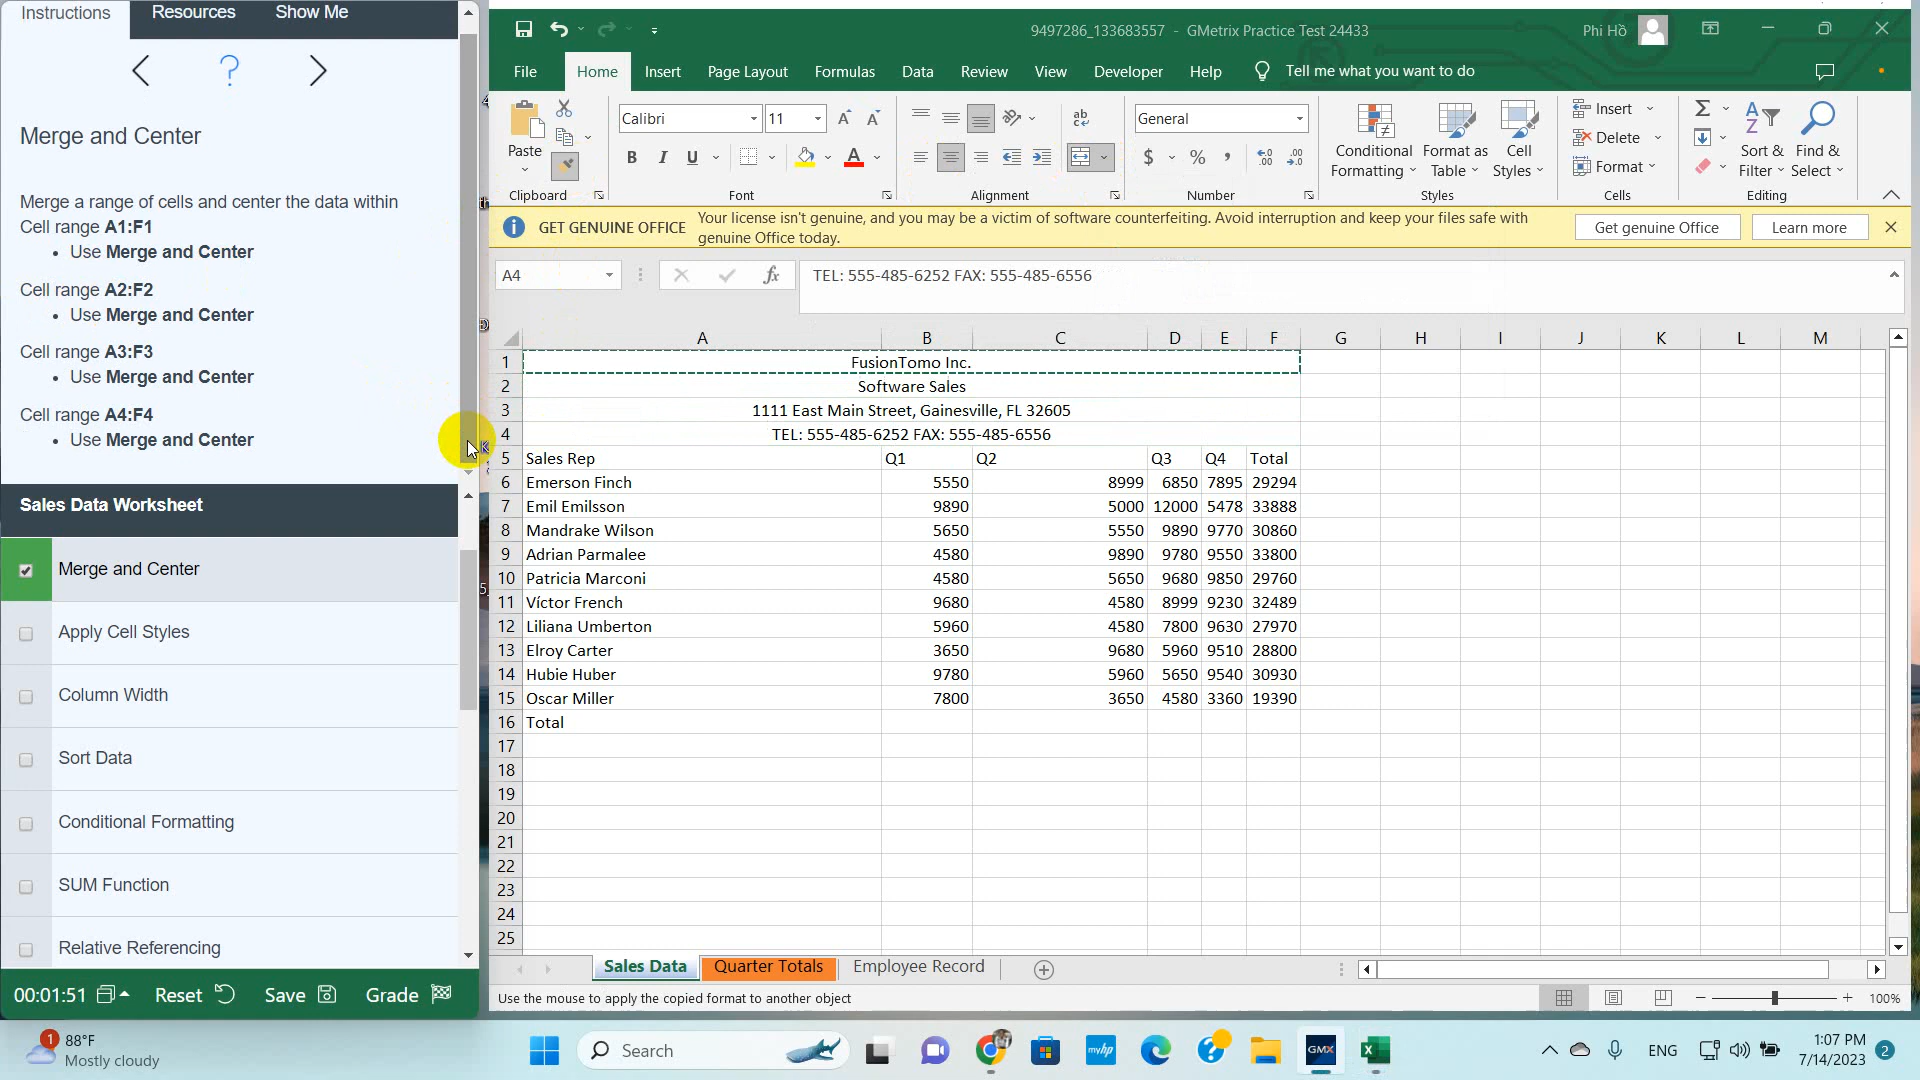 Instructions
Resources
Show Me
?
Merge and Center
Merge a range of cells and center the data within
Cell range A1:F1
• Use Merge and Center
Cell range A2:F2
• Use Merge and Center
Cell range A3:F3
• Use Merge and Center
Cell range A4:F4
• Use Merge and Center
Sales Data Worksheet
Merge and Center
Apply Cell Styles
Column Width
Sort Data
Conditional Formatting
SUM Function
Relative Referencing
00:01:51 Reset Save Grade
9497286_133683557 - GMetrix Practice Test 24433
Phi Hồ
File Home Insert Page Layout Formulas Data Review View Developer Help Tell me what you want to do
Paste
Clipboard
Calibri 11
B I U A
Font
ab
Alignment
General
$ % ,
Number
Conditional Formatting
Format as Table
Cell Styles
Styles
Insert
Delete
Format
Cells
Sort & Filter
Find & Select
Editing
GET GENUINE OFFICE Your license isn't genuine, and you may be a victim of software counterfeiting. Avoid interruption and keep your files safe with
genuine Office today.
Get genuine Office
Learn more
A4 fx TEL: 555-485-6252 FAX: 555-485-6556
A B C D E F G H I J K L M
1 FusionTomo Inc.
2 Software Sales
3 1111 East Main Street, Gainesville, FL 32605
4 TEL: 555-485-6252 FAX: 555-485-6556
5 Sales Rep Q1 Q2 Q3 Q4 Total
6 Emerson Finch 5550 8999 6850 7895 29294
7 Emil Emilsson 9890 5000 12000 5478 33888
8 Mandrake Wilson 5650 5550 9890 9770 30860
9 Adrian Parmalee 4580 9890 9780 9550 33800
10 Patricia Marconi 4580 5650 9680 9850 29760
11 Víctor French 9680 4580 8999 9230 32489
12 Liliana Umberton 5960 4580 7800 9630 27970
13 Elroy Carter 3650 9680 5960 9510 28800
14 Hubie Huber 9780 5960 5650 9540 30930
15 Oscar Miller 7800 3650 4580 3360 19390
16 Total
17
18
19
20
21
22
23
24
25
Sales Data Quarter Totals Employee Record
Use the mouse to apply the copied format to another object
100%
1
88°F
Mostly cloudy
Search
myhp
GMX
ENG
1:07 PM
7/14/2023
2